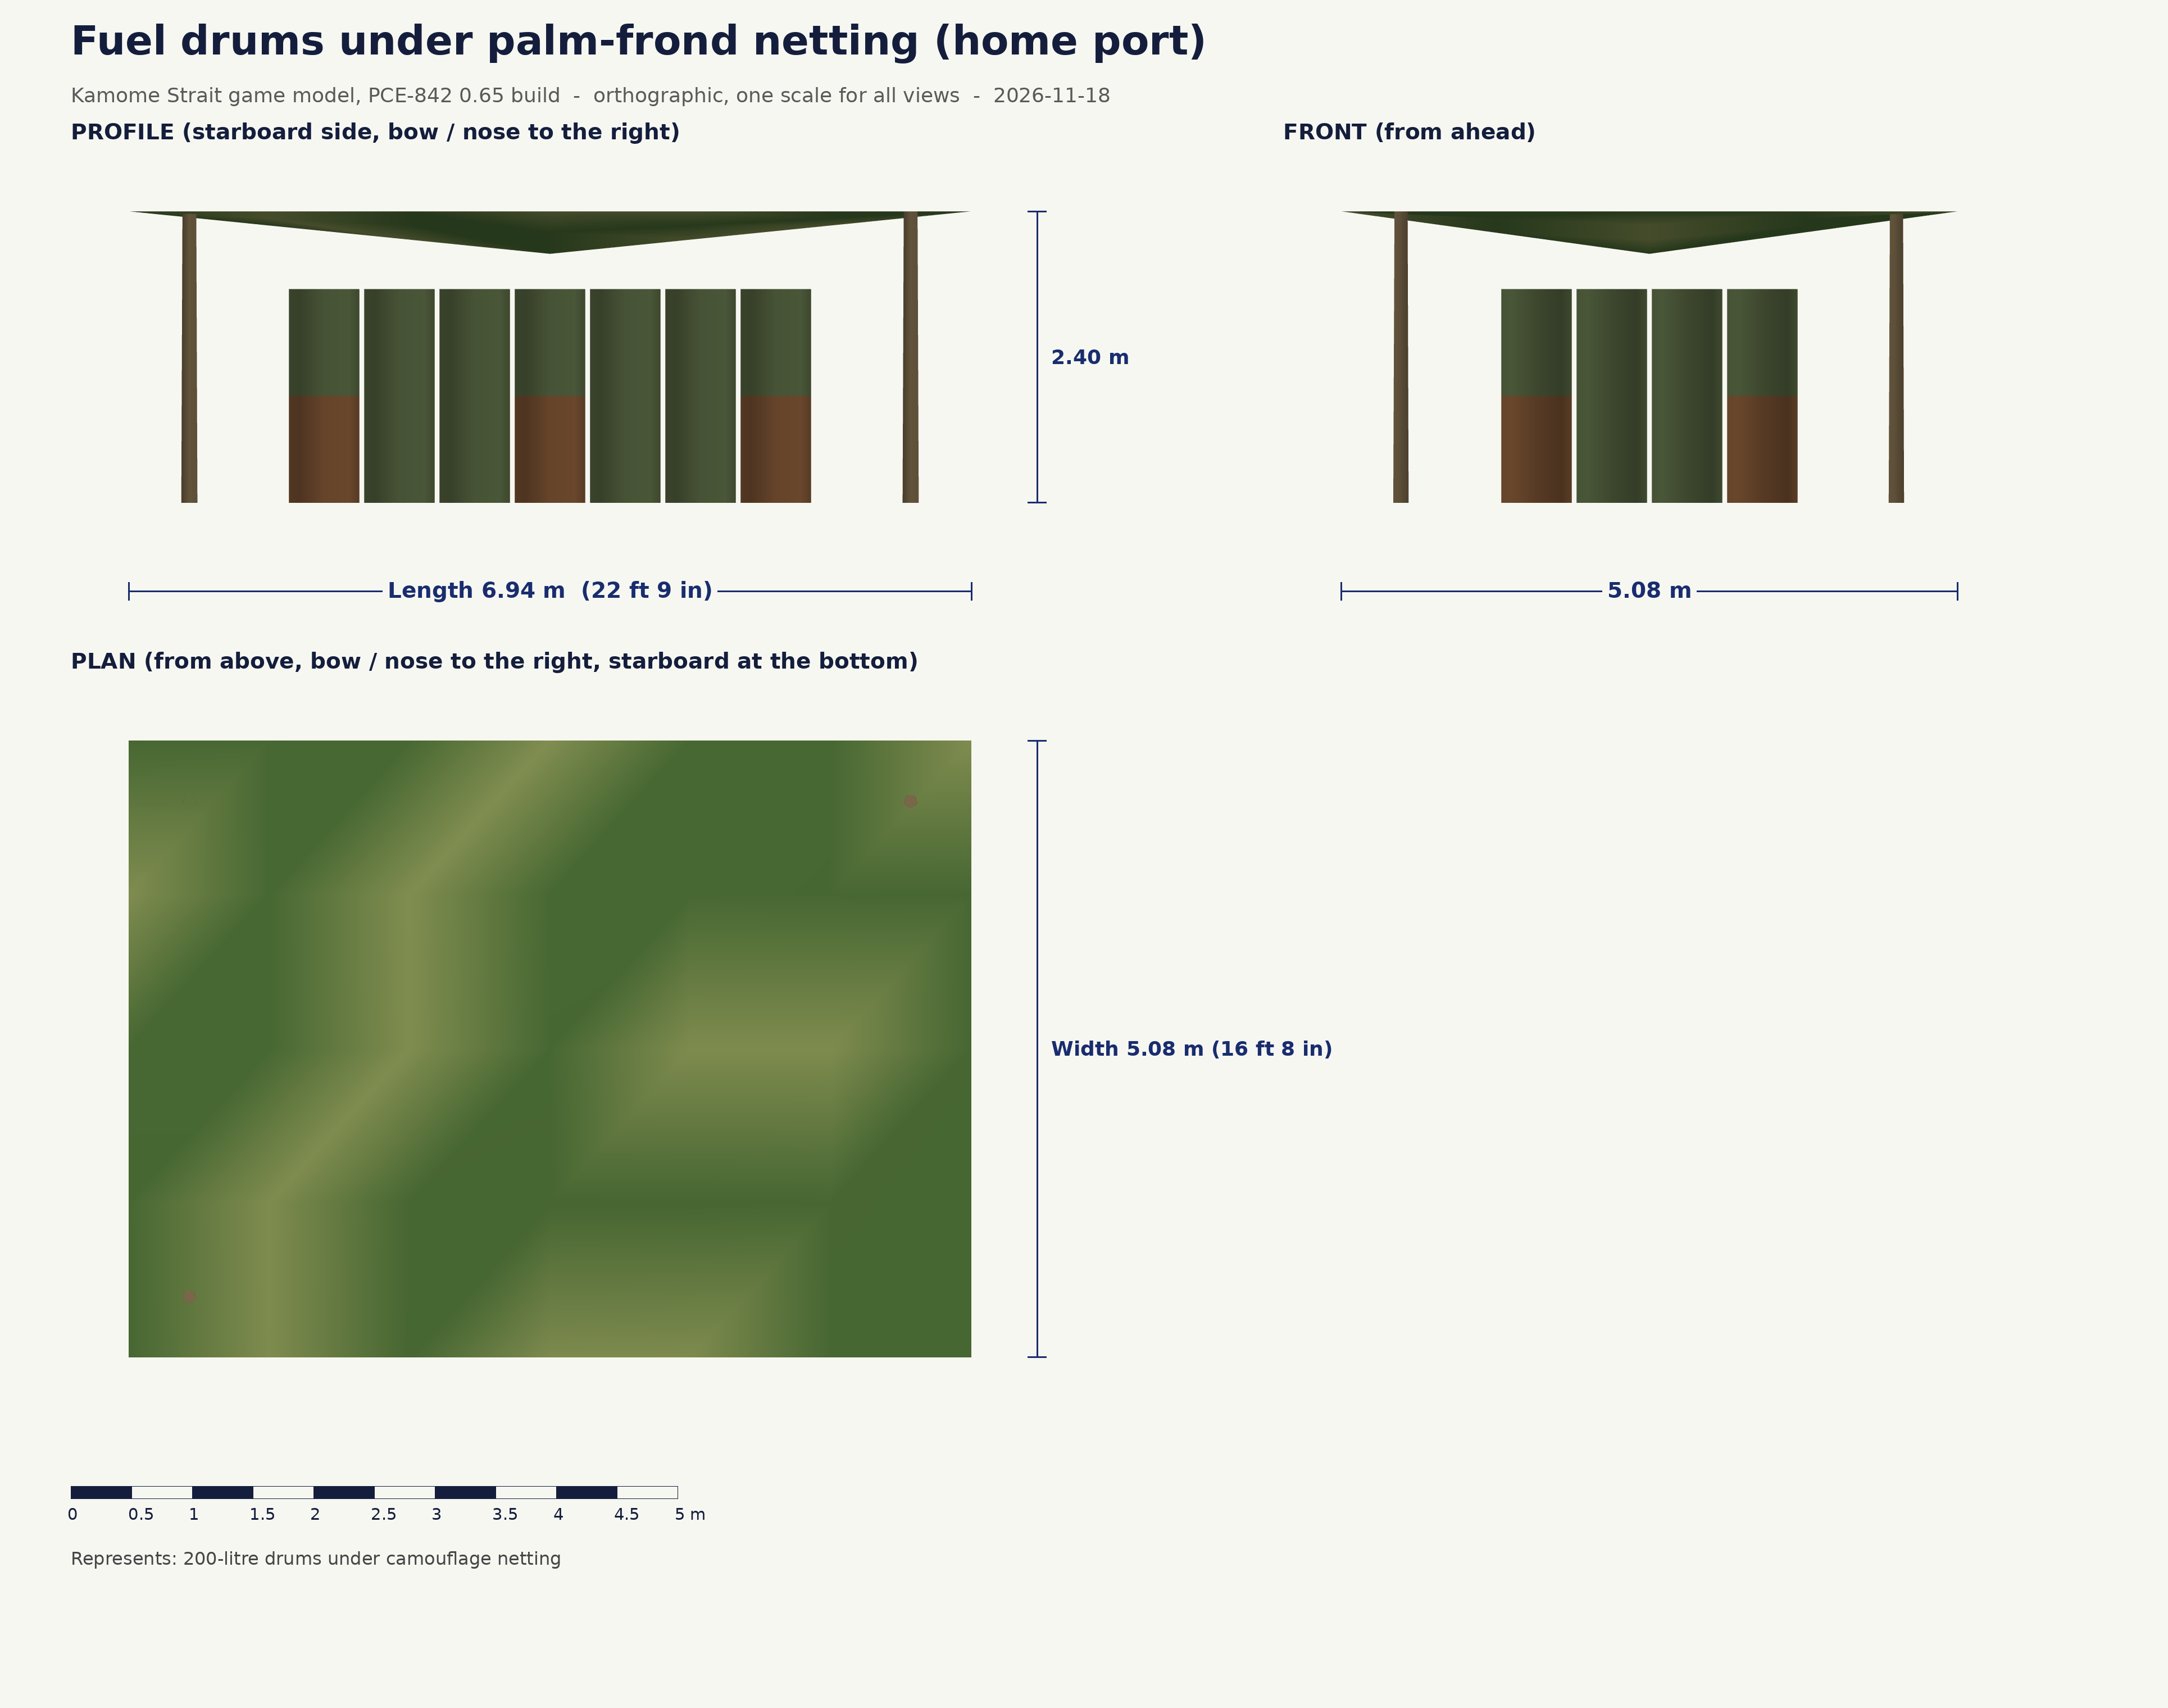 Fuel drums under palm-frond netting (home port)
Kamome Strait game model, PCE-842 0.65 build  -  orthographic, one scale for all views  -  2026-11-18
PROFILE (starboard side, bow / nose to the right)
FRONT (from ahead)
2.40 m
Length 6.94 m  (22 ft 9 in)
5.08 m
PLAN (from above, bow / nose to the right, starboard at the bottom)
Width 5.08 m (16 ft 8 in)
0 0.5 1 1.5 2 2.5 3 3.5 4 4.5 5 m
Represents: 200-litre drums under camouflage netting